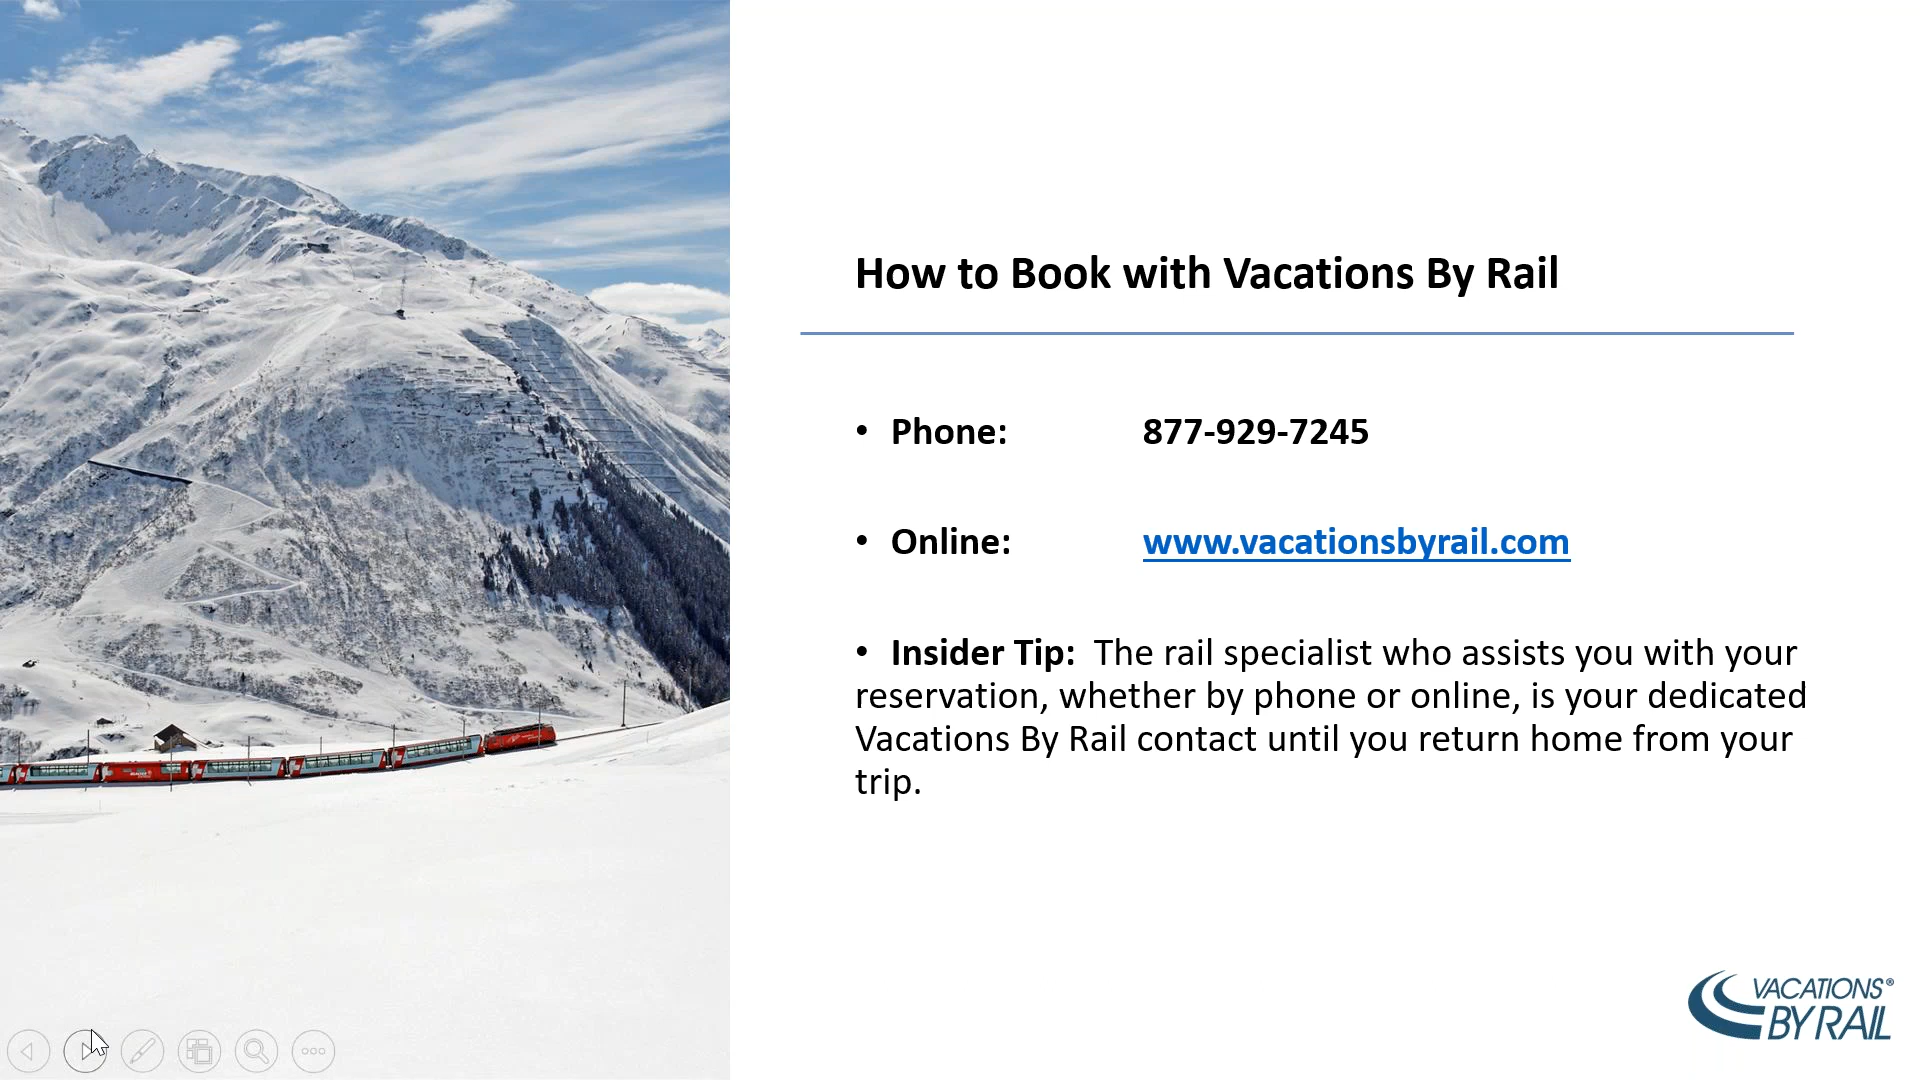 How to Book with Vacations By Rail
• Phone: 877-929-7245
• Online: www.vacationsbyrail.com
• Insider Tip: The rail specialist who assists you with your
reservation, whether by phone or online, is your dedicated
Vacations By Rail contact until you return home from your
trip.
VACATIONS®
BY RAIL